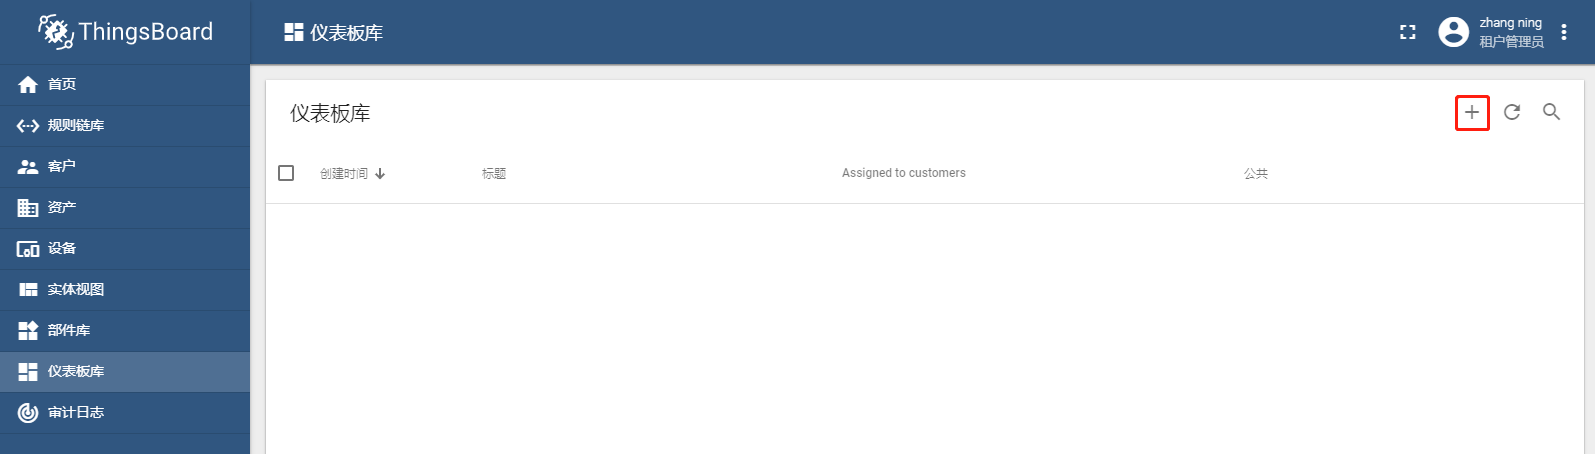 ThingsBoard
仪表板库
zhang ning
租户管理员
首页
规则链库
客户
资产
设备
实体视图
部件库
仪表板库
审计日志
仪表板库
创建时间
标题
Assigned to customers
公共